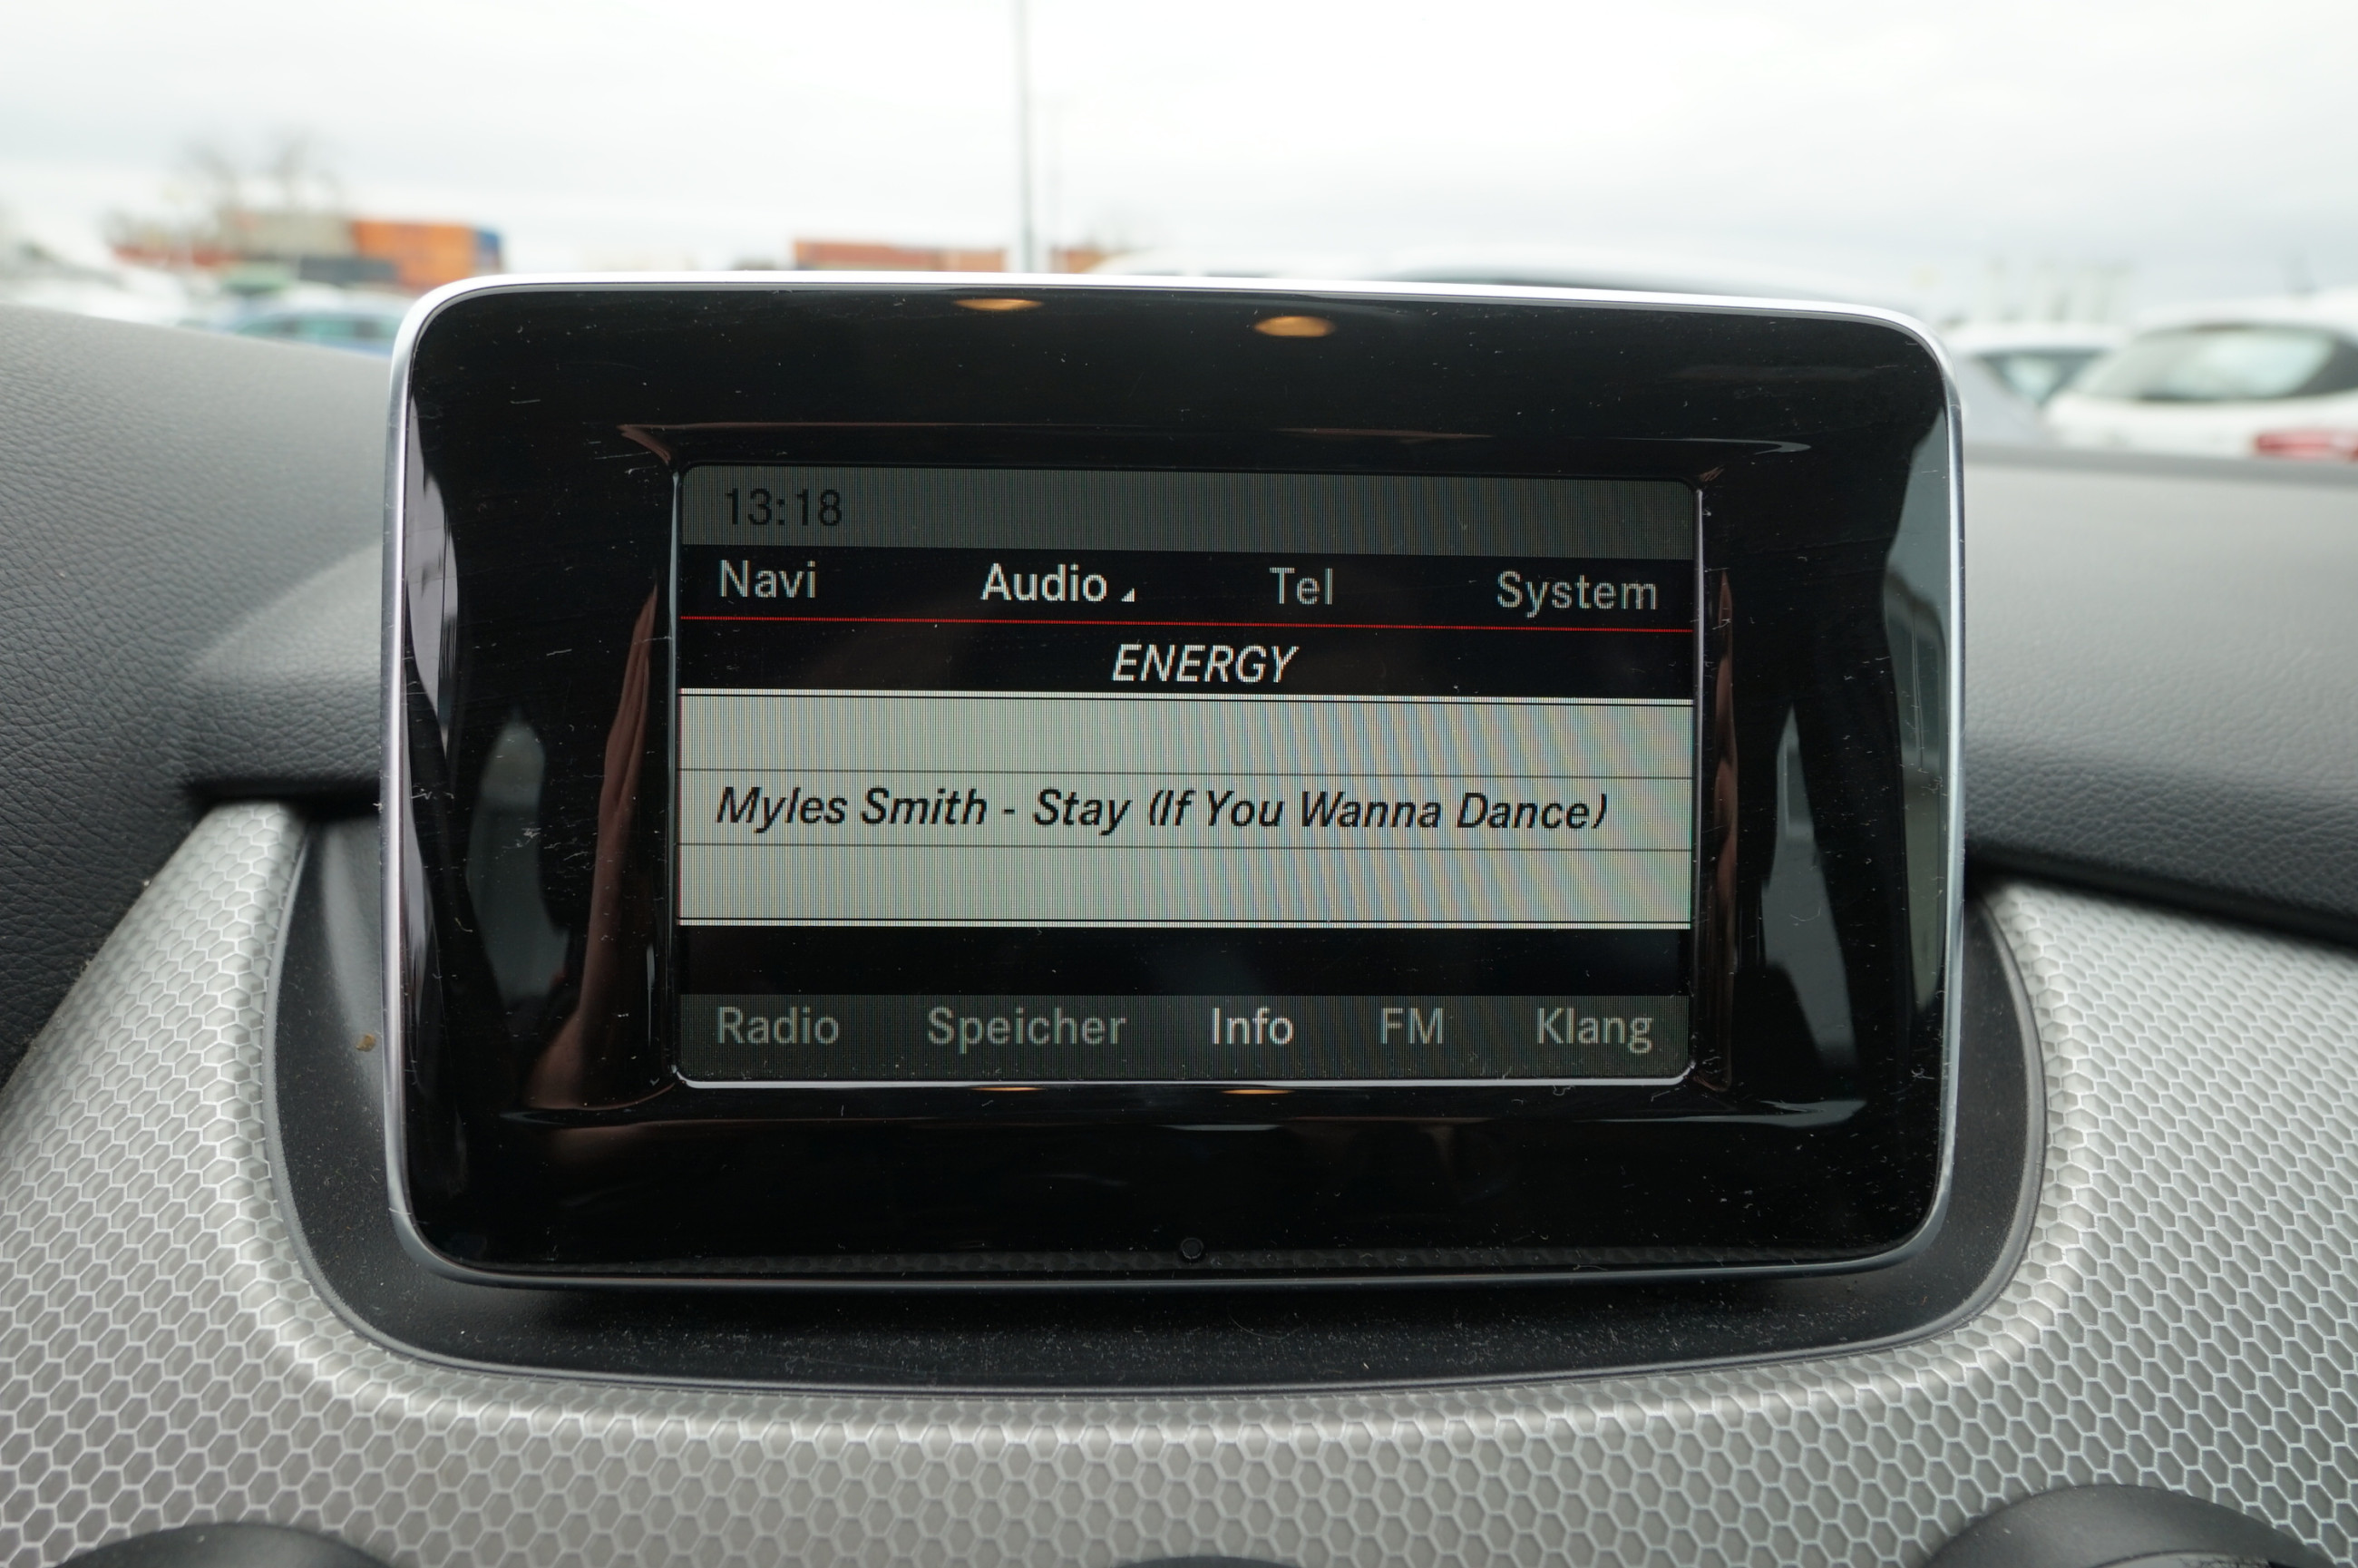 13:18
Navi Audio Tel System
ENERGY
Myles Smith - Stay (If You Wanna Dance)
Radio Speicher Info FM Klang